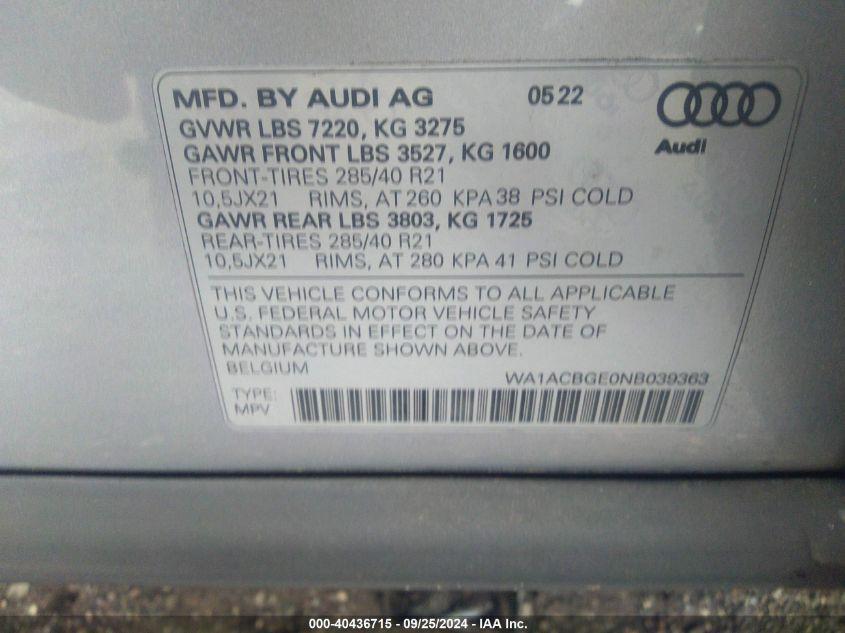 MFD. BY AUDI AG 05 22
Audi
GVWR LBS 7220, KG 3275
GAWR FRONT LBS 3527, KG 1600
FRONT-TIRES 285/40 R21
10,5JX21 RIMS, AT 260 KPA 38 PSI COLD
GAWR REAR LBS 3803, KG 1725
REAR-TIRES 285/40 R21
10,5JX21 RIMS, AT 280 KPA 41 PSI COLD
THIS VEHICLE CONFORMS TO ALL APPLICABLE
U.S. FEDERAL MOTOR VEHICLE SAFETY
STANDARDS IN EFFECT ON THE DATE OF
MANUFACTURE SHOWN ABOVE.
BELGIUM
WA1ACBGE0NB039363
TYPE:
MPV
000-40436715 - 09/25/2024 - IAA Inc.